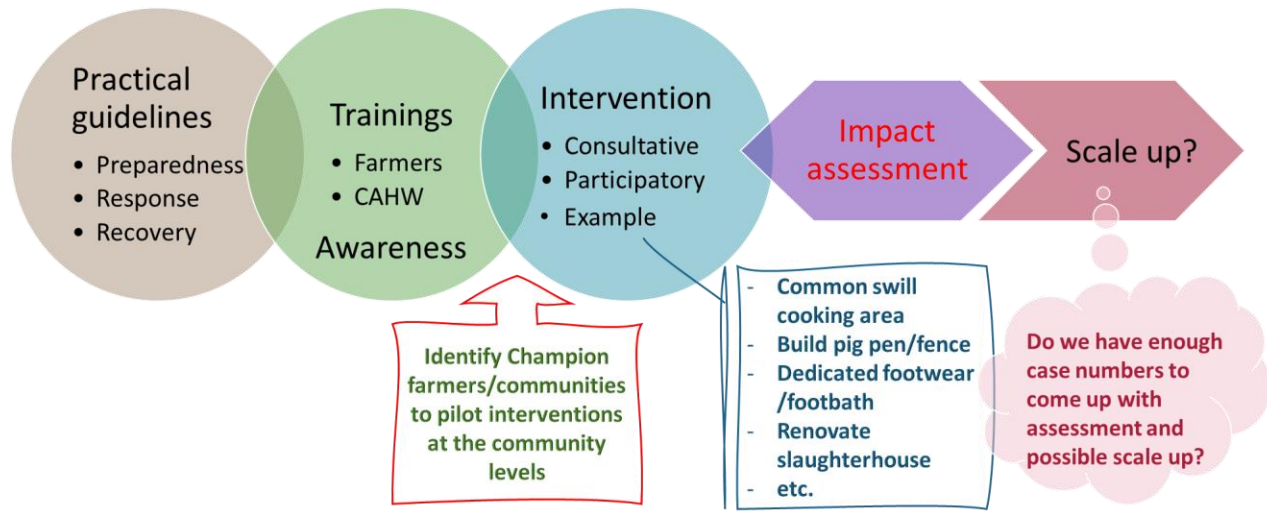 Practical
guidelines
• Preparedness
• Response
• Recovery
Trainings
• Farmers
• CAHW
Awareness
Intervention
• Consultative
• Participatory
• Example
Impact
assessment
Scale up?
Identify Champion
farmers/communities
to pilot interventions
at the community
levels
- Common swill
cooking area
- Build pig pen/fence
- Dedicated footwear
/footbath
- Renovate
slaughterhouse
- etc.
Do we have enough
case numbers to
come up with
assessment and
possible scale up?